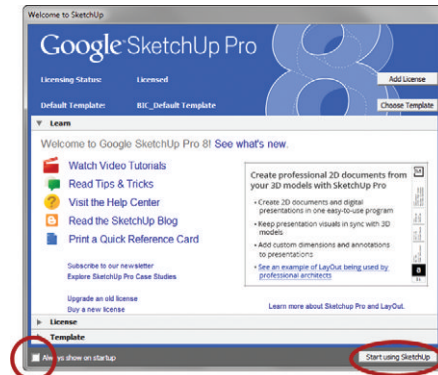 Welcome to SketchUp
Google SketchUp Pro
Licensing Status: Licensed Add License
Default Template: BIC_Default Template Choose Template
Learn
Welcome to Google SketchUp Pro 8! See what's new.
Watch Video Tutorials
Read Tips & Tricks
Visit the Help Center
Read the SketchUp Blog
Print a Quick Reference Card
Subscribe to our newsletter
Explore SketchUp Pro Case Studies
Upgrade an old license
Buy a new license
Create professional 2D documents from
your 3D models with SketchUp Pro
• Create 2D documents and digital
presentations in one easy-to-use program
• Keep presentation visuals in sync with 3D
models
• Add custom dimensions and annotations
to presentations
• See an example of LayOut being used by
professional architects
Learn more about Sketchup Pro and LayOut.
License
Template
Always show on startup
Start using SketchUp